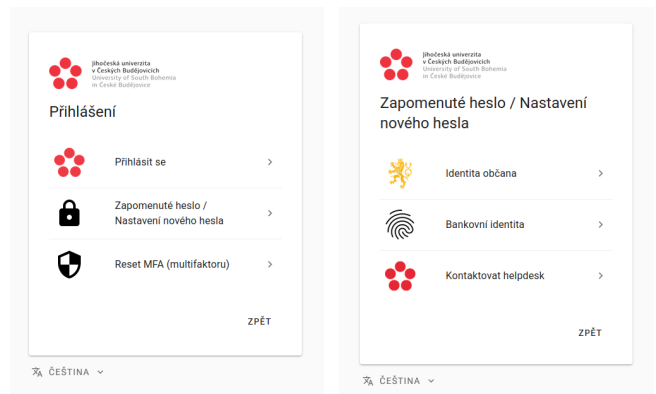 Jihočeská univerzita
v Českých Budějovicích
University of South Bohemia
in České Budějovice
Přihlášení
Přihlásit se
Zapomenuté heslo /
Nastavení nového hesla
Reset MFA (multifaktoru)
ZPĚT
ČEŠTINA
Jihočeská univerzita
v Českých Budějovicích
University of South Bohemia
in České Budějovice
Zapomenuté heslo / Nastavení
nového hesla
Identita občana
Bankovní identita
Kontaktovat helpdesk
ZPĚT
ČEŠTINA